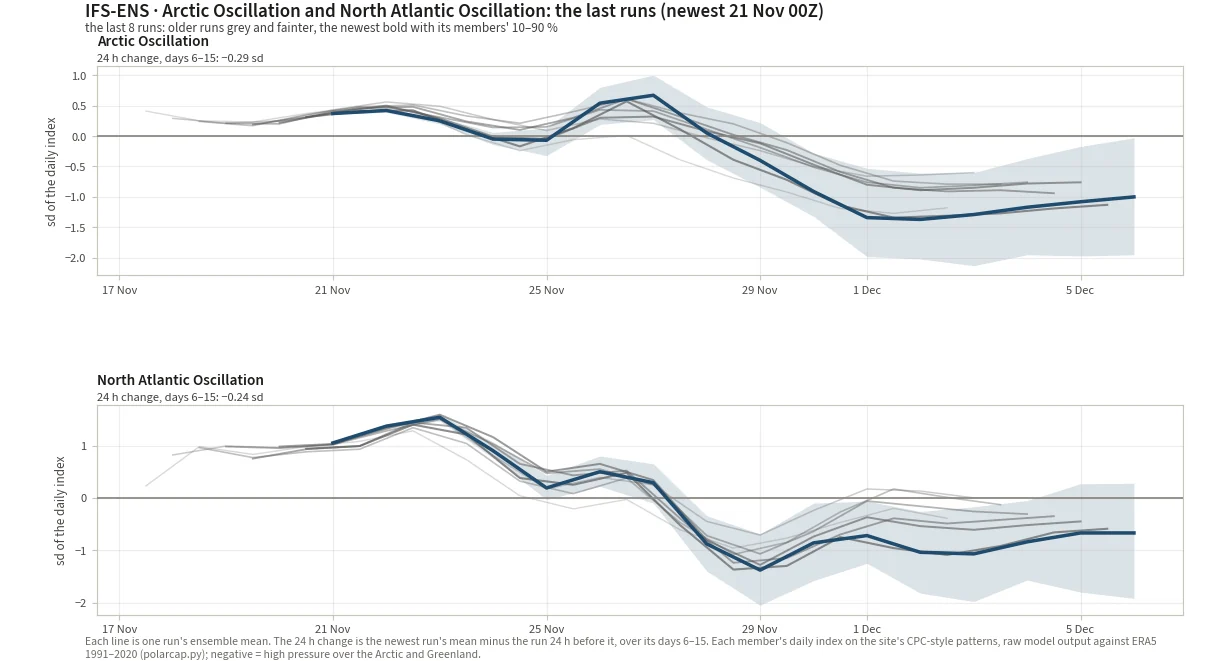 IFS-ENS · Arctic Oscillation and North Atlantic Oscillation: the last runs (newest 21 Nov 00Z)
the last 8 runs: older runs grey and fainter, the newest bold with its members' 10–90 %
Arctic Oscillation
24 h change, days 6–15: −0.29 sd
sd of the daily index
1.0
0.5
0.0
−0.5
−1.0
−1.5
−2.0
17 Nov 21 Nov 25 Nov 29 Nov 1 Dec 5 Dec
North Atlantic Oscillation
24 h change, days 6–15: −0.24 sd
sd of the daily index
1
0
−1
−2
17 Nov 21 Nov 25 Nov 29 Nov 1 Dec 5 Dec
Each line is one run's ensemble mean. The 24 h change is the newest run's mean minus the run 24 h before it, over its days 6–15. Each member's daily index on the site's CPC-style patterns, raw model output against ERA5
1991–2020 (polarcap.py); negative = high pressure over the Arctic and Greenland.